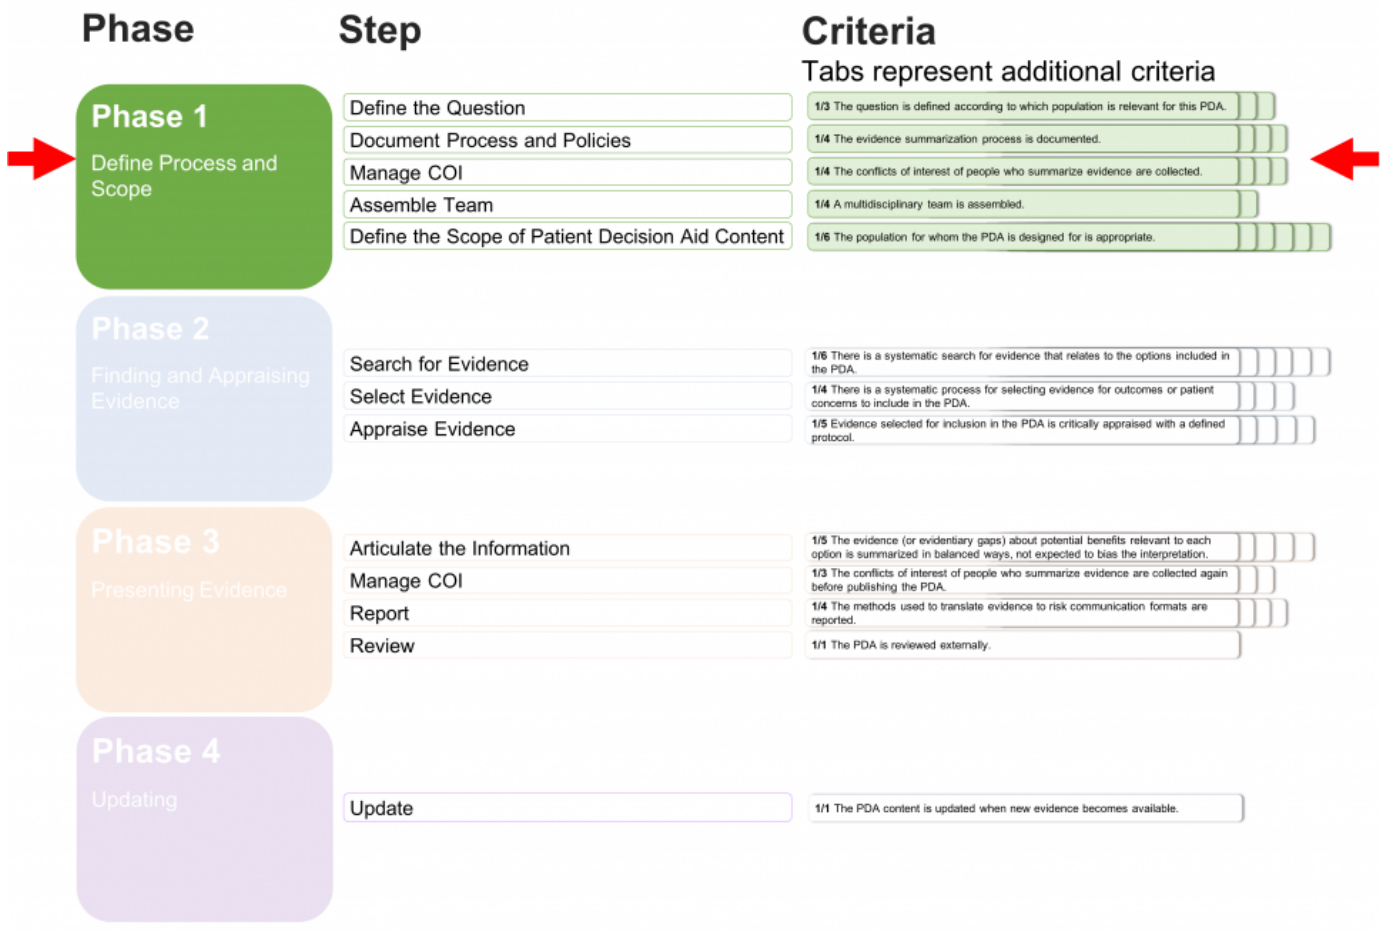 Phase
Step
Criteria
Tabs represent additional criteria
Phase 1
Define Process and
Scope
Define the Question
1/3 The question is defined according to which population is relevant for this PDA.
Document Process and Policies
1/4 The evidence summarization process is documented.
Manage COI
1/4 The conflicts of interest of people who summarize evidence are collected.
Assemble Team
1/4 A multidisciplinary team is assembled.
Define the Scope of Patient Decision Aid Content
1/6 The population for whom the PDA is designed for is appropriate.
Phase 2
Finding and Appraising
Evidence
Search for Evidence
1/6 There is a systematic search for evidence that relates to the options included in
the PDA.
Select Evidence
1/4 There is a systematic process for selecting evidence for outcomes or patient
concerns to include in the PDA.
Appraise Evidence
1/5 Evidence selected for inclusion in the PDA is critically appraised with a defined
protocol.
Phase 3
Presenting Evidence
Articulate the Information
1/5 The evidence (or evidentiary gaps) about potential benefits relevant to each
option is summarized in balanced ways, not expected to bias the interpretation.
Manage COI
1/3 The conflicts of interest of people who summarize evidence are collected again
before publishing the PDA.
Report
1/4 The methods used to translate evidence to risk communication formats are
reported.
Review
1/1 The PDA is reviewed externally.
Phase 4
Updating
Update
1/1 The PDA content is updated when new evidence becomes available.